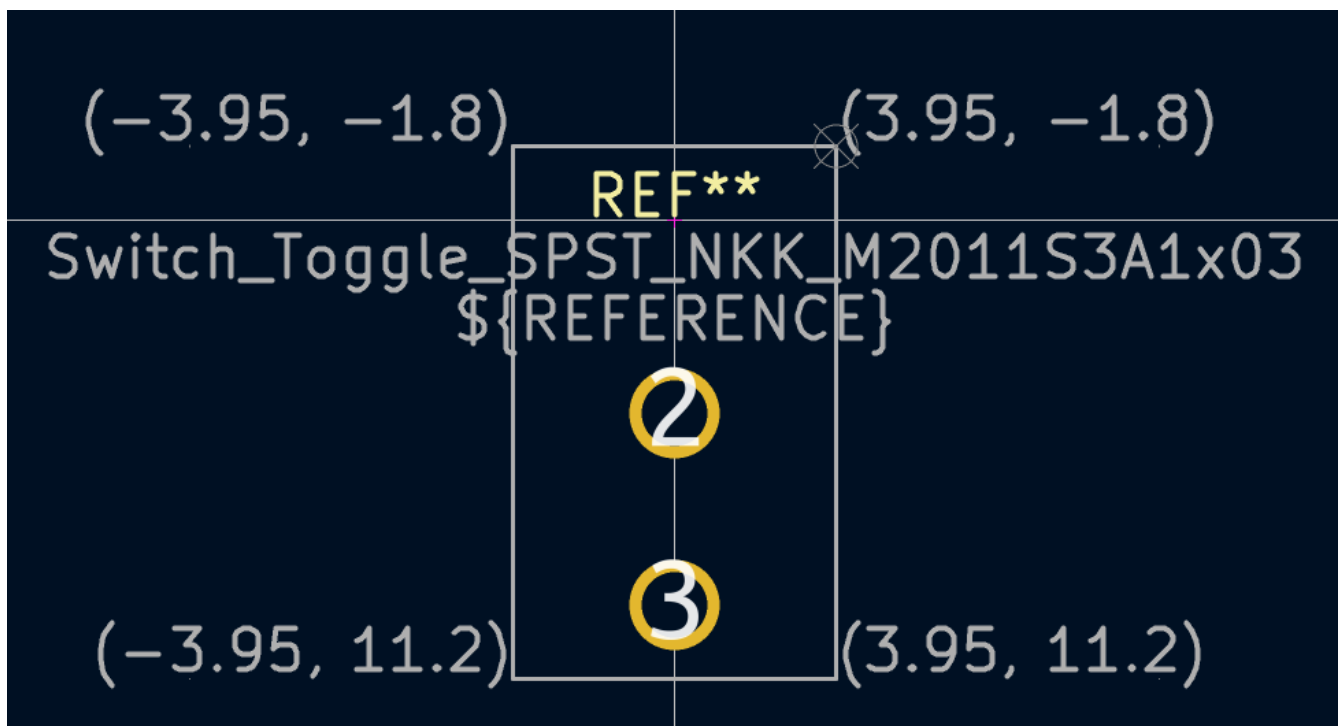 (-3.95, -1.8) (3.95, -1.8)
REF**
Switch_Toggle_SPST_NKK_M2011S3A1x03
${REFERENCE}
2
3
(-3.95, 11.2) (3.95, 11.2)